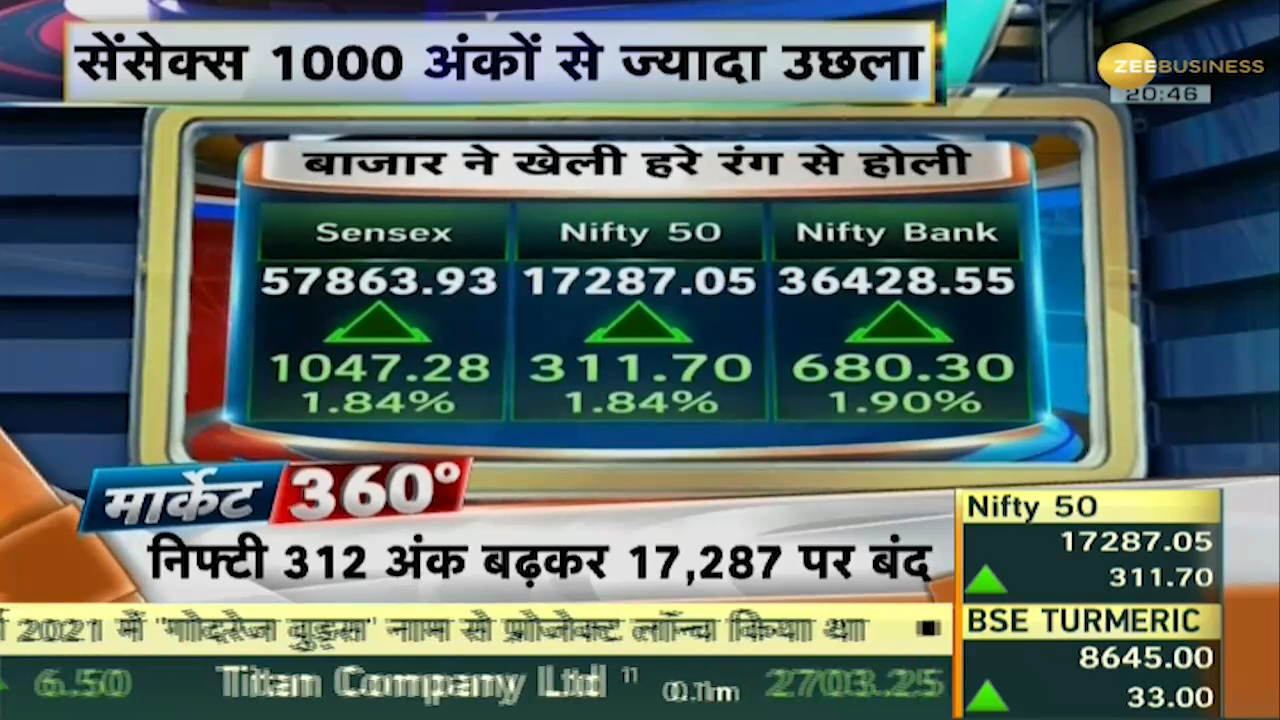 सेंसेक्स 1000 अंकों से ज्यादा उछला
ZEEBUSINESS
20:46
बाजार ने खेली हरे रंग से होली
Sensex Nifty 50 Nifty Bank
57863.93 17287.05 36428.55
1047.28 311.70 680.30
1.84% 1.84% 1.90%
मार्केट 360°
निफ्टी 312 अंक बढ़कर 17,287 पर बंद
Nifty 50
17287.05
311.70
2021 में "गोदरेज वुड्स" नाम से प्रोजेक्ट लॉन्च किया था
BSE TURMERIC
8645.00
33.00
6.50 Titan Company Ltd 2703.25